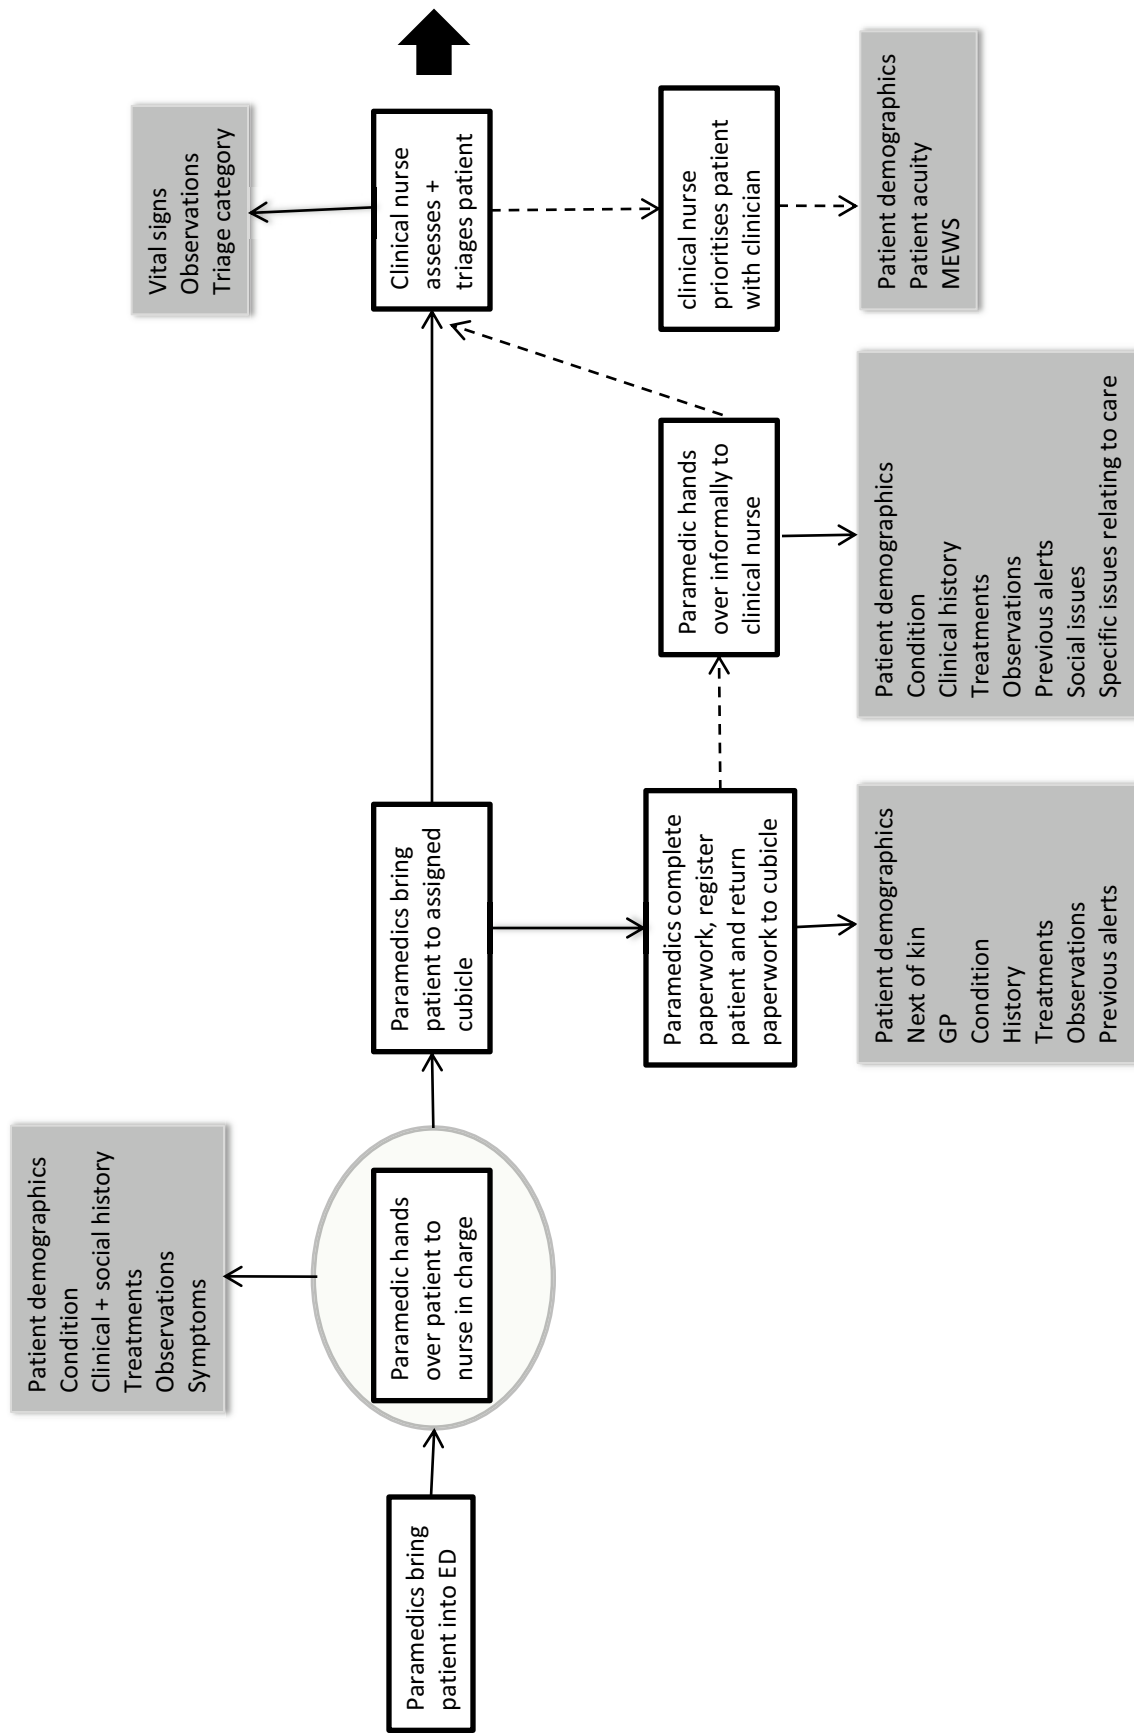 Paramedics bring
patient into ED
Patient demographics
Condition
Clinical + social history
Treatments
Observations
Symptoms
Paramedic hands
over patient to
nurse in charge
Paramedics bring
patient to assigned
cubicle
Paramedics complete
paperwork, register
patient and return
paperwork to cubicle
Patient demographics
Next of kin
GP
Condition
History
Treatments
Observations
Previous alerts
Paramedic hands
over informally to
clinical nurse
Patient demographics
Condition
Clinical history
Treatments
Observations
Previous alerts
Social issues
Specific issues relating to care
Vital signs
Observations
Triage category
Clinical nurse
assesses +
triages patient
clinical nurse
prioritises patient
with clinician
Patient demographics
Patient acuity
MEWS